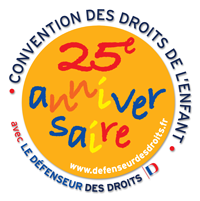 • CONVENTION DES DROITS DE L'ENFANT •
25e
anniver
saire
www.defenseurdesdroits.fr
avec LE DÉFENSEUR DES DROITS